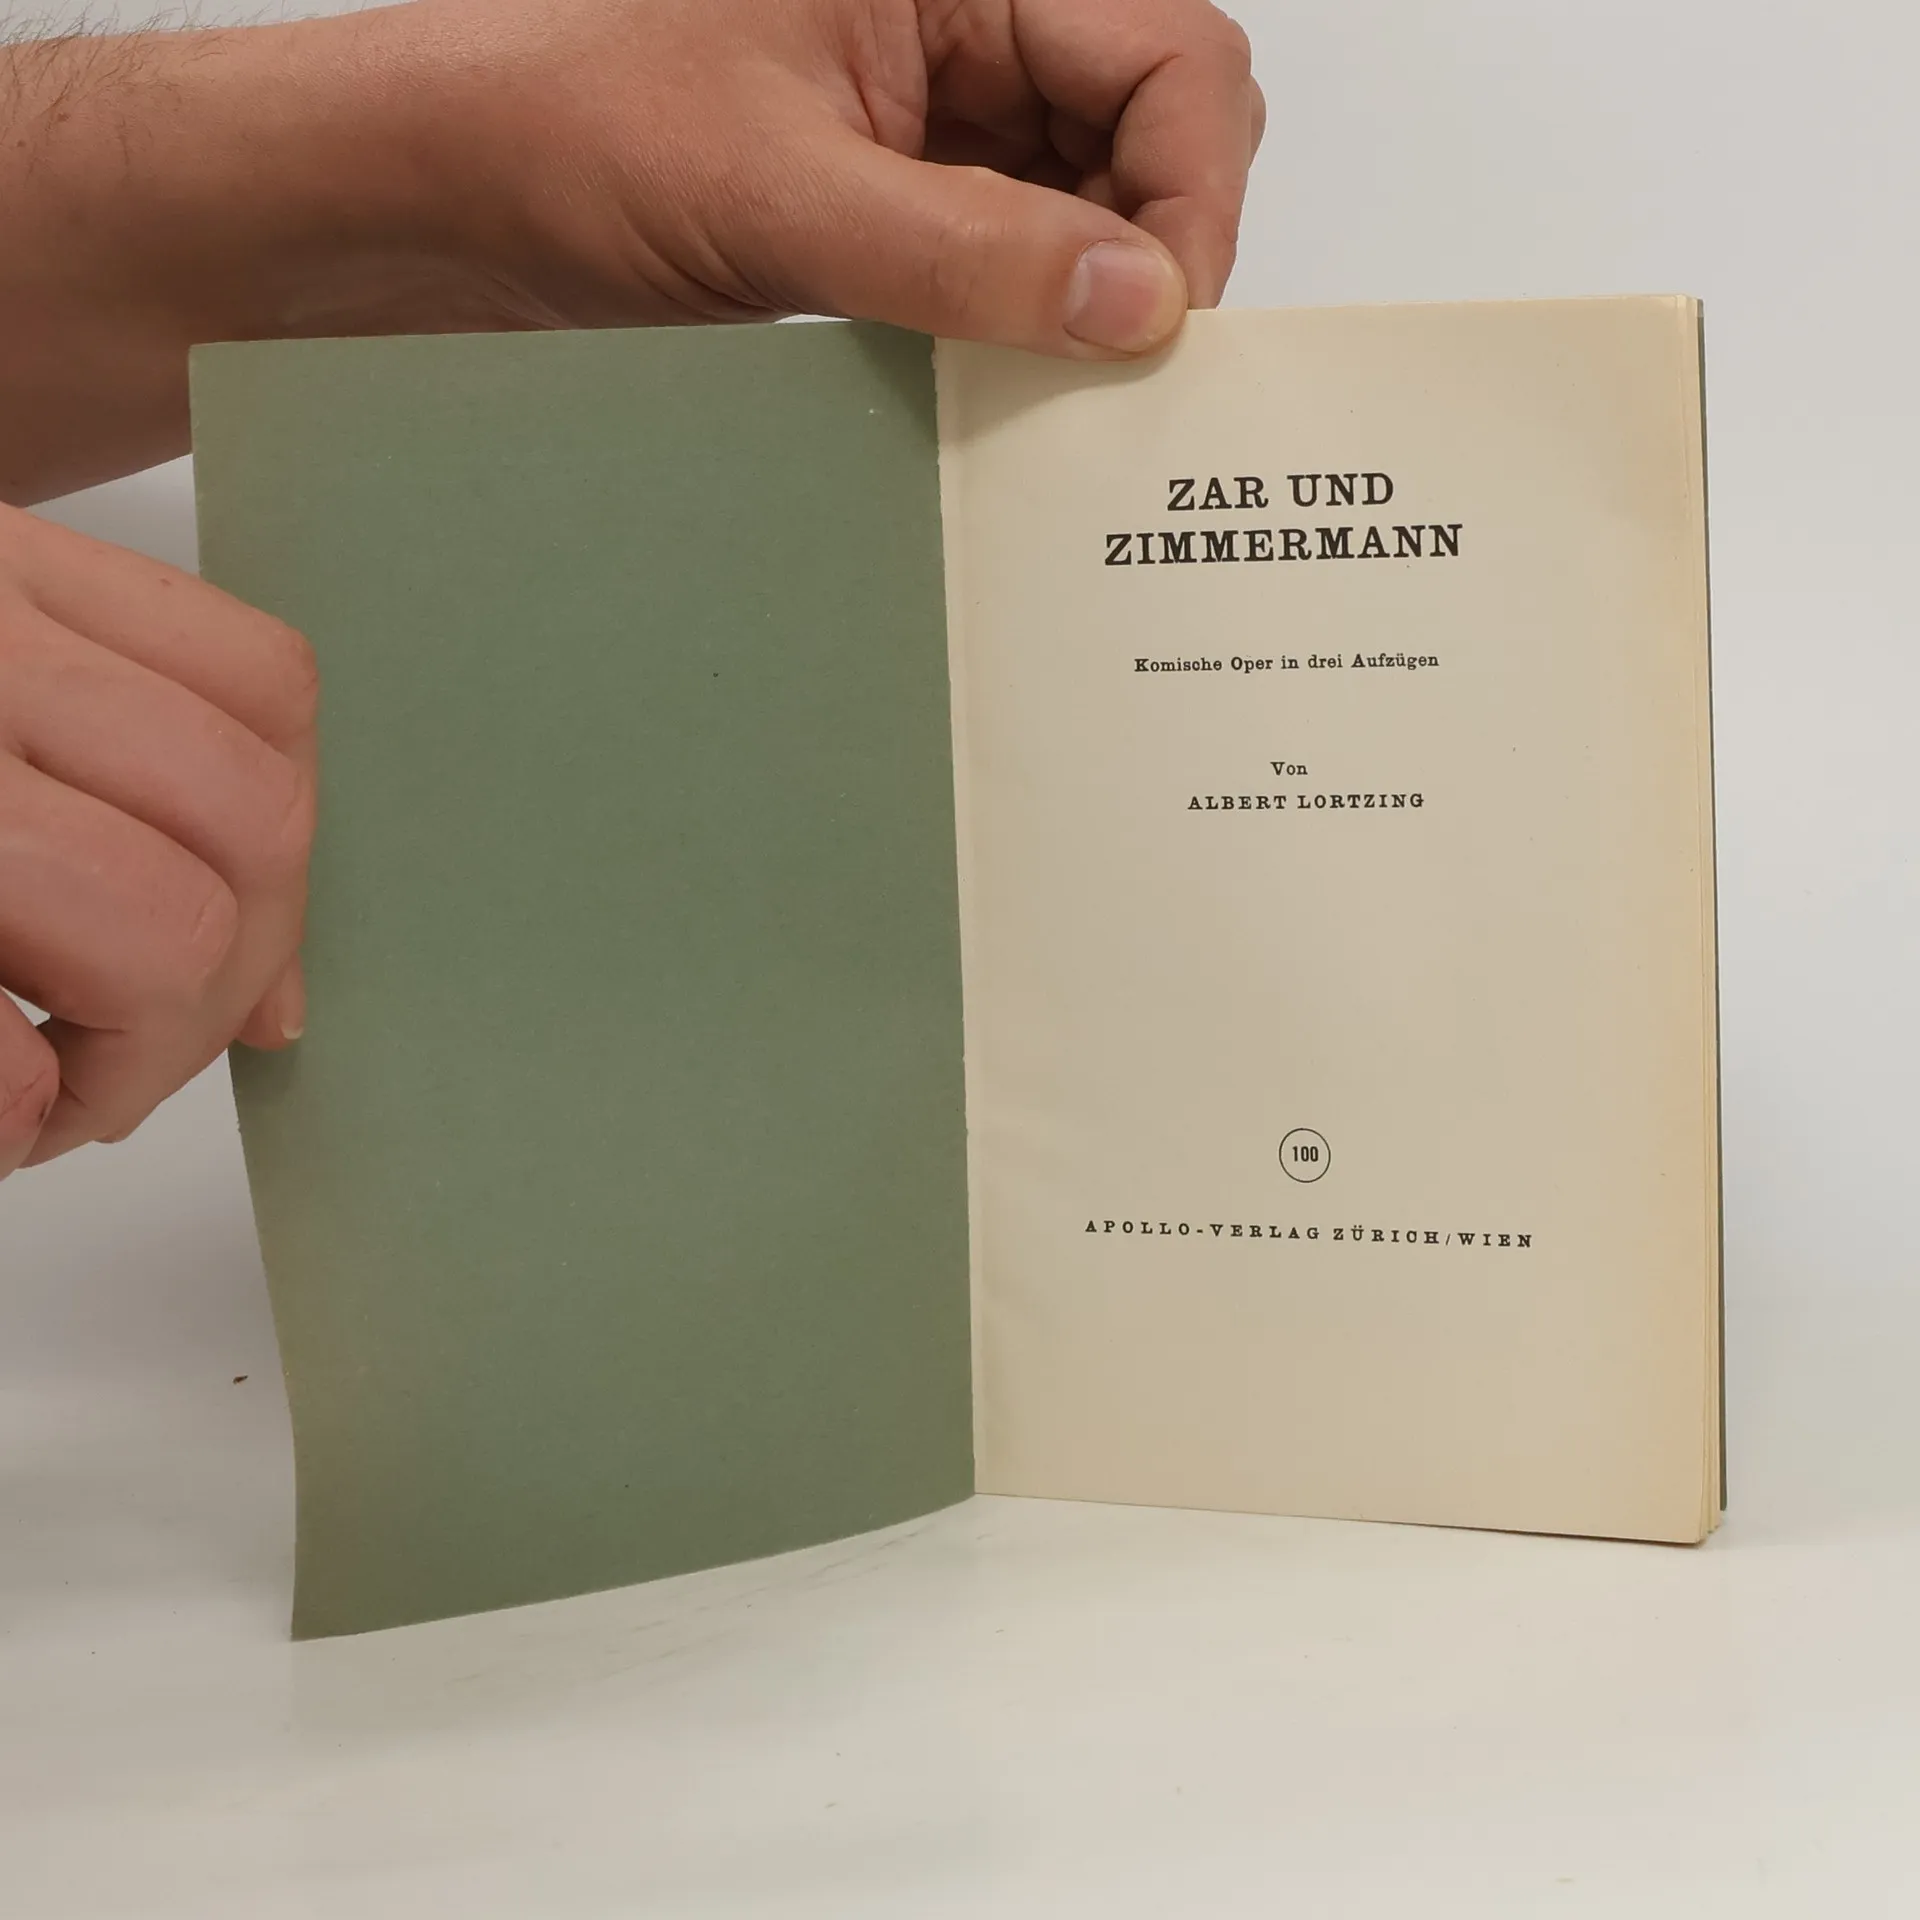 ZAR UND
ZIMMERMANN
Komische Oper in drei Aufzügen
Von
ALBERT LORTZING
100
APOLLO-VERLAG ZÜRICH/WIEN